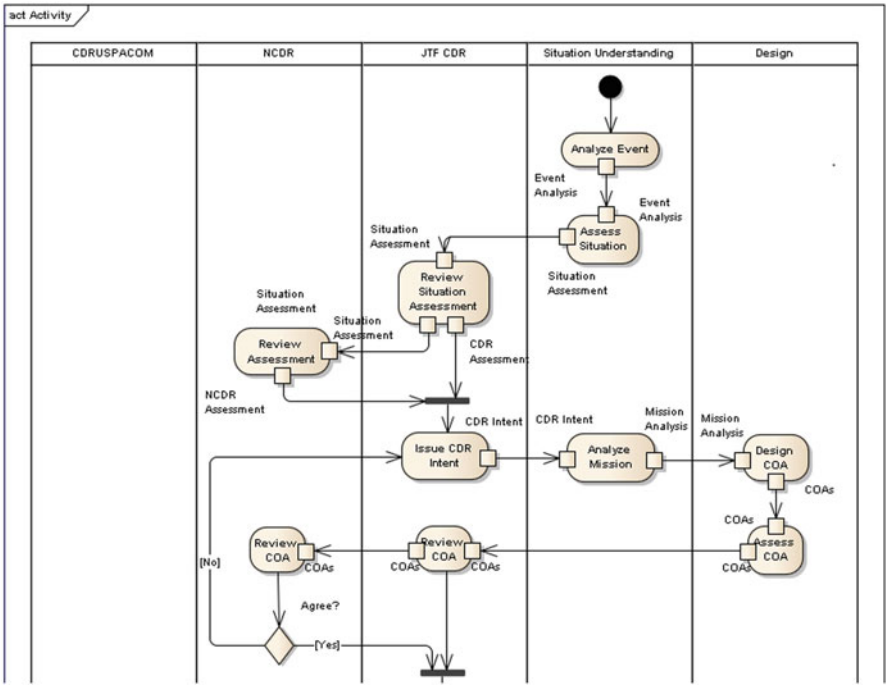 act Activity
CDRUSPACOM
NCDR
JTF CDR
Situation Understanding
Design
Analyze Event
Event
Analysis
Event
Analysis
Assess
Situation
Situation
Assessment
Situation
Assessment
Review
Situation
Assessment
Situation
Assessment
Situation
Assessment
CDR
Assessment
Review
Assessment
NCDR
Assessment
CDR Intent
CDR Intent
Mission
Analysis
Mission
Analysis
Issue CDR
Intent
Analyze
Mission
Design
COA
COAs
COAs
Assess
COA
COAs
Review
COA
COAs
COAs
Review
COA
COAs
[No]
Agree?
[Yes]